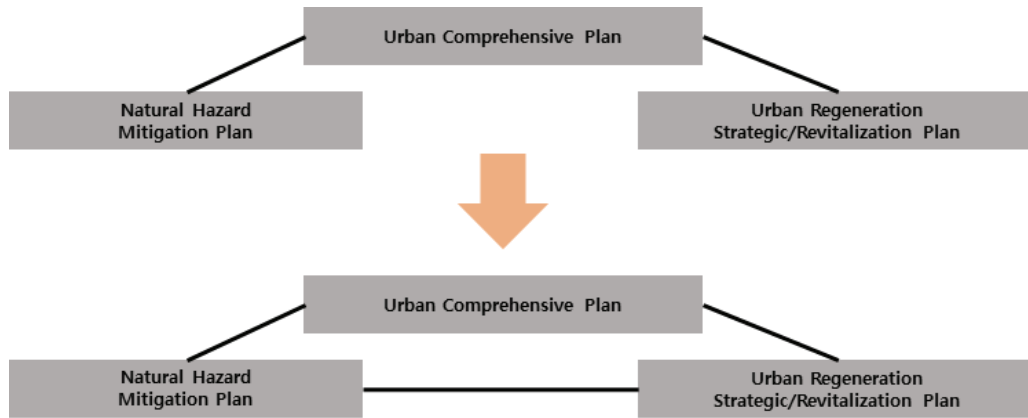 Urban Comprehensive Plan
Natural Hazard
Mitigation Plan
Urban Regeneration
Strategic/Revitalization Plan
Urban Comprehensive Plan
Natural Hazard
Mitigation Plan
Urban Regeneration
Strategic/Revitalization Plan